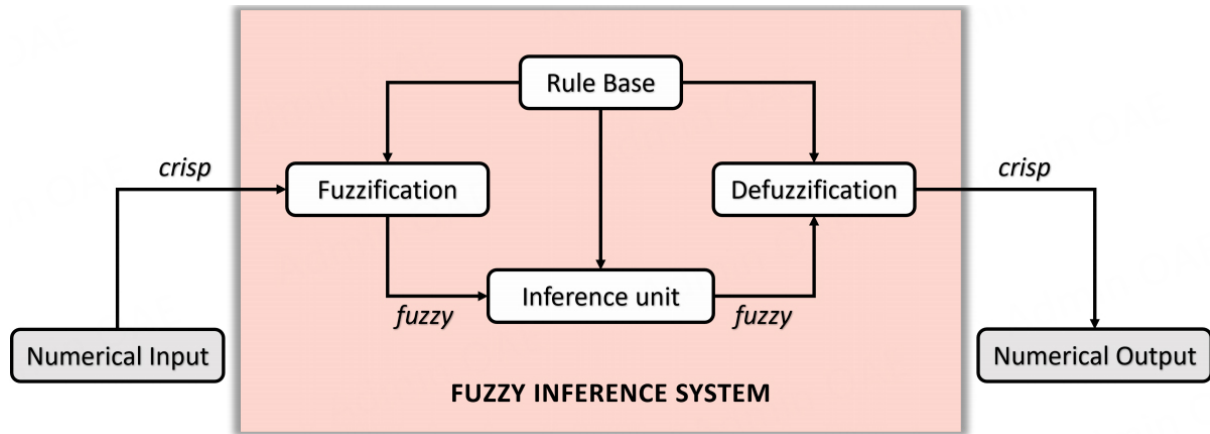 Rule Base
crisp
crisp
Fuzzification
Defuzzification
Inference unit
fuzzy
fuzzy
Numerical Input
Numerical Output
FUZZY INFERENCE SYSTEM